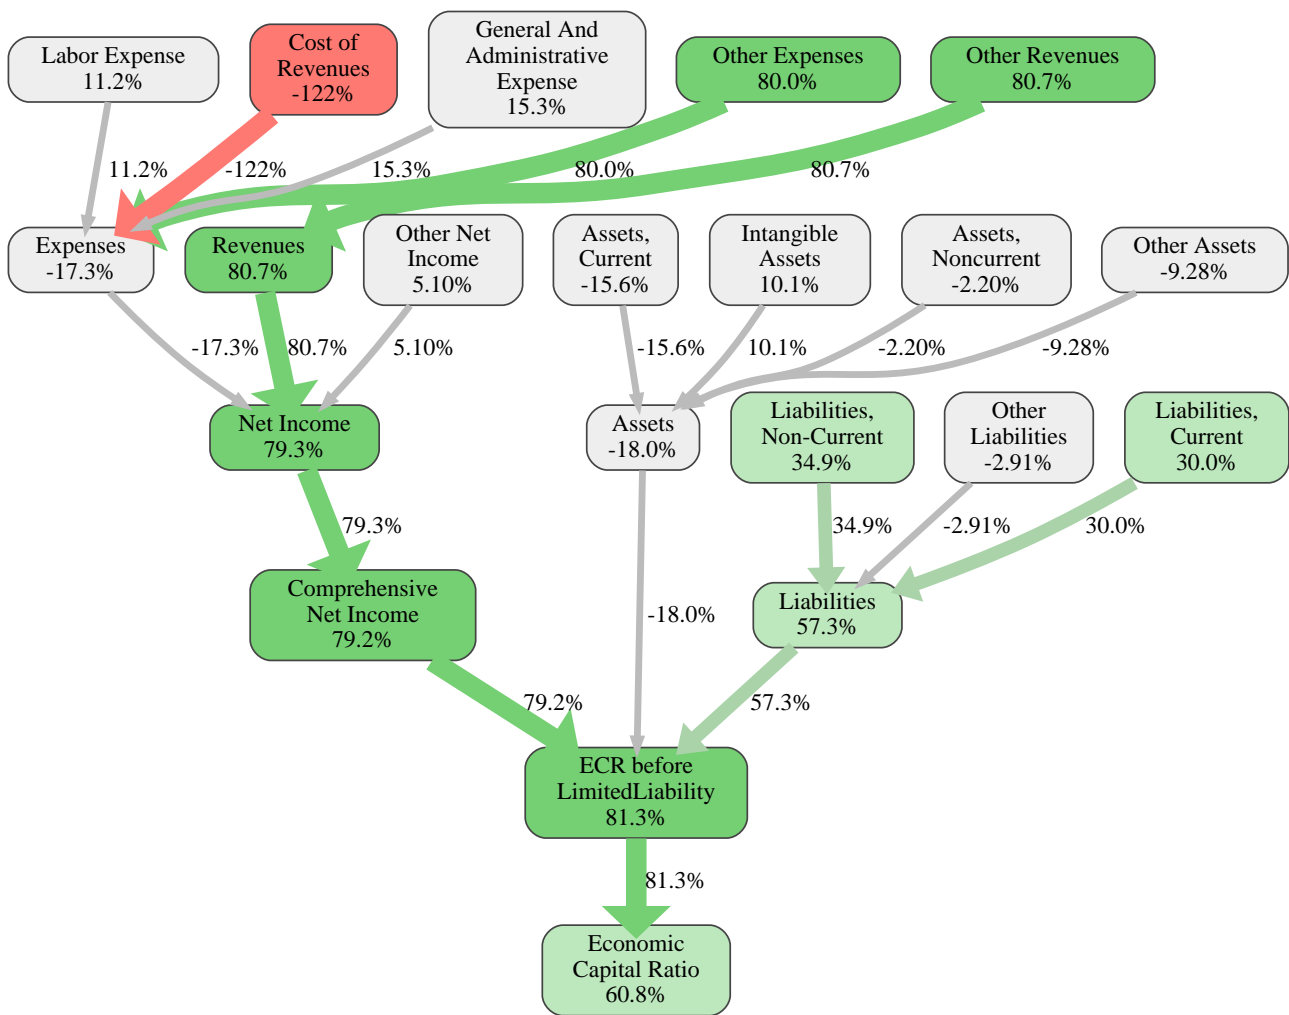 Labor Expense
11.2%
Cost of
Revenues
-122%
General And
Administrative
Expense
15.3%
Other Expenses
80.0%
Other Revenues
80.7%
11.2%
-122%
15.3%
80.0%
80.7%
Expenses
-17.3%
Revenues
80.7%
Other Net
Income
5.10%
Assets,
Current
-15.6%
Intangible
Assets
10.1%
Assets,
Noncurrent
-2.20%
Other Assets
-9.28%
-17.3%
80.7%
5.10%
-15.6%
10.1%
-2.20%
-9.28%
Net Income
79.3%
Assets
-18.0%
Liabilities,
Non-Current
34.9%
Other
Liabilities
-2.91%
Liabilities,
Current
30.0%
79.3%
34.9%
-2.91%
30.0%
Comprehensive
Net Income
79.2%
-18.0%
Liabilities
57.3%
79.2%
57.3%
ECR before
LimitedLiability
81.3%
81.3%
Economic
Capital Ratio
60.8%